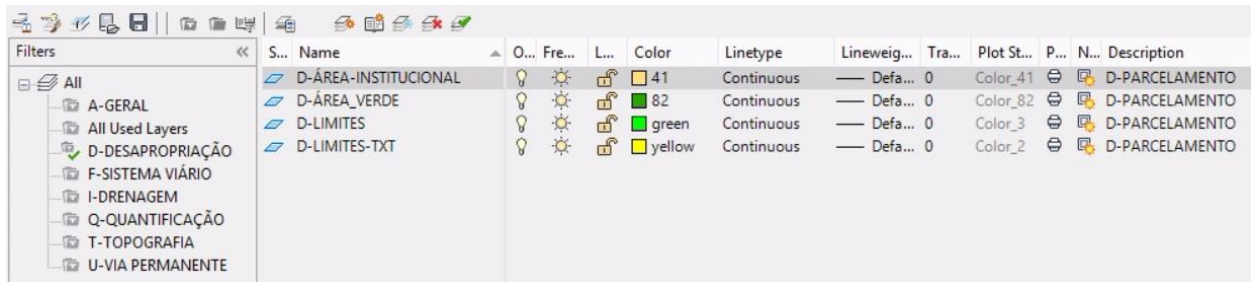 Filters << S... Name O... Fre... L... Color Linetype Lineweig... Tra... Plot St... P... N... Description
All
A-GERAL
All Used Layers
D-DESAPROPRIAÇÃO
F-SISTEMA VIÁRIO
I-DRENAGEM
Q-QUANTIFICAÇÃO
T-TOPOGRAFIA
U-VIA PERMANENTE
D-ÁREA-INSTITUCIONAL 41 Continuous Defa... 0 Color_41 D-PARCELAMENTO
D-ÁREA_VERDE 82 Continuous Defa... 0 Color_82 D-PARCELAMENTO
D-LIMITES green Continuous Defa... 0 Color_3 D-PARCELAMENTO
D-LIMITES-TXT yellow Continuous Defa... 0 Color_2 D-PARCELAMENTO